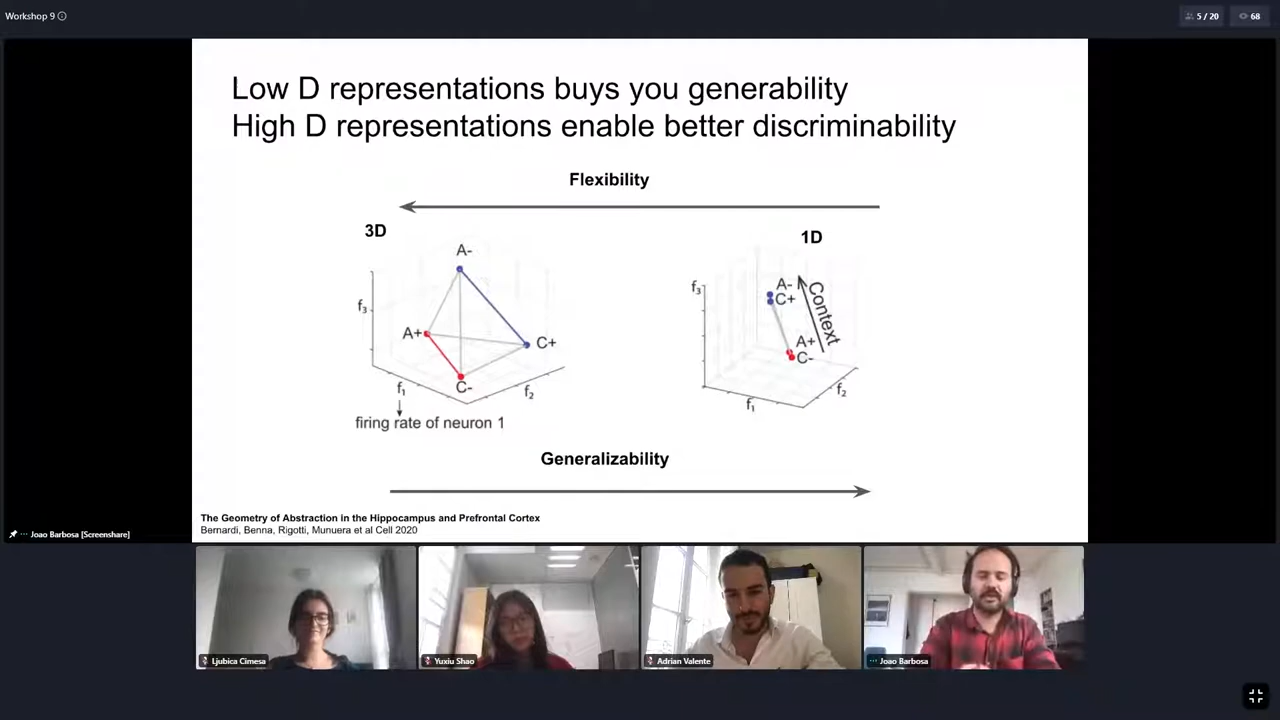 Workshop 9
5 / 20
68
Low D representations buys you generability
High D representations enable better discriminability
Flexibility
3D
A-
f3
A+
C+
C-
f1
f2
firing rate of neuron 1
1D
f3
A-
C+
Context
A+
C-
f2
f1
Generalizability
The Geometry of Abstraction in the Hippocampus and Prefrontal Cortex
Bernardi, Benna, Rigotti, Munuera et al Cell 2020
Joao Barbosa [Screenshare]
Ljubica Cimesa
Yuxiu Shao
Adrian Valente
Joao Barbosa